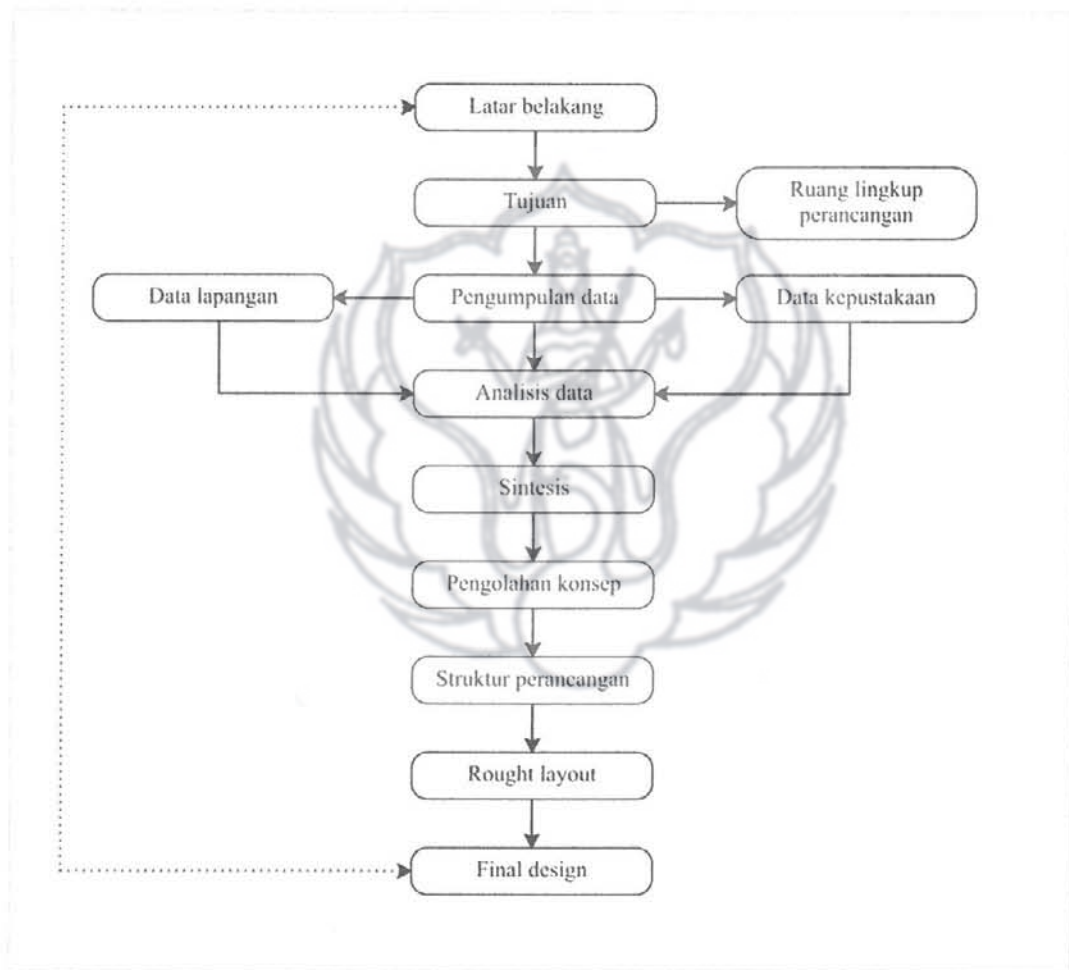 Latar belakang
Tujuan
Ruang lingkup
perancangan
Data lapangan
Pengumpulan data
Data kepustakaan
Analisis data
Sintesis
Pengolahan konsep
Struktur perancangan
Rought layout
Final design